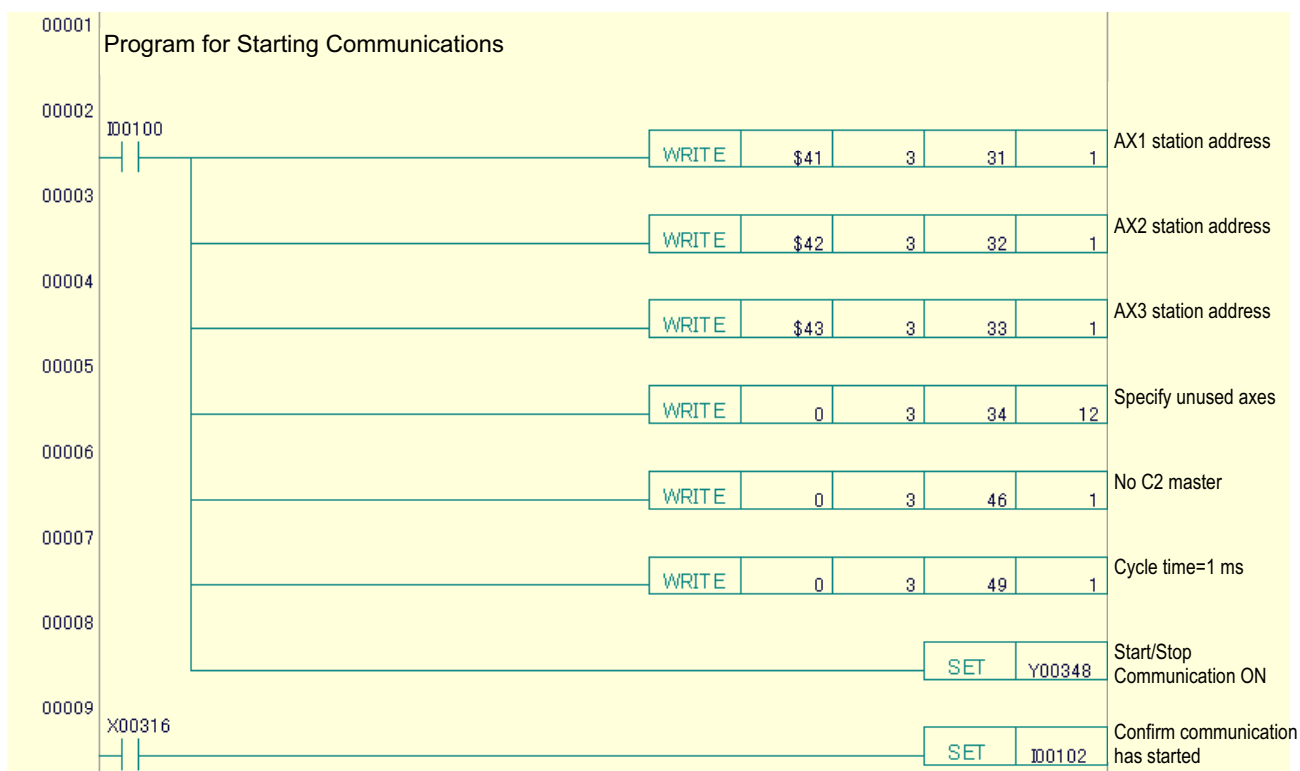 00001
Program for Starting Communications
00002
I00100
WRITE $41 3 31 1
AX1 station address
00003
WRITE $42 3 32 1
AX2 station address
00004
WRITE $43 3 33 1
AX3 station address
00005
WRITE 0 3 34 12
Specify unused axes
00006
WRITE 0 3 46 1
No C2 master
00007
WRITE 0 3 49 1
Cycle time=1 ms
00008
SET Y00348
Start/Stop
Communication ON
00009
X00316
SET I00102
Confirm communication
has started